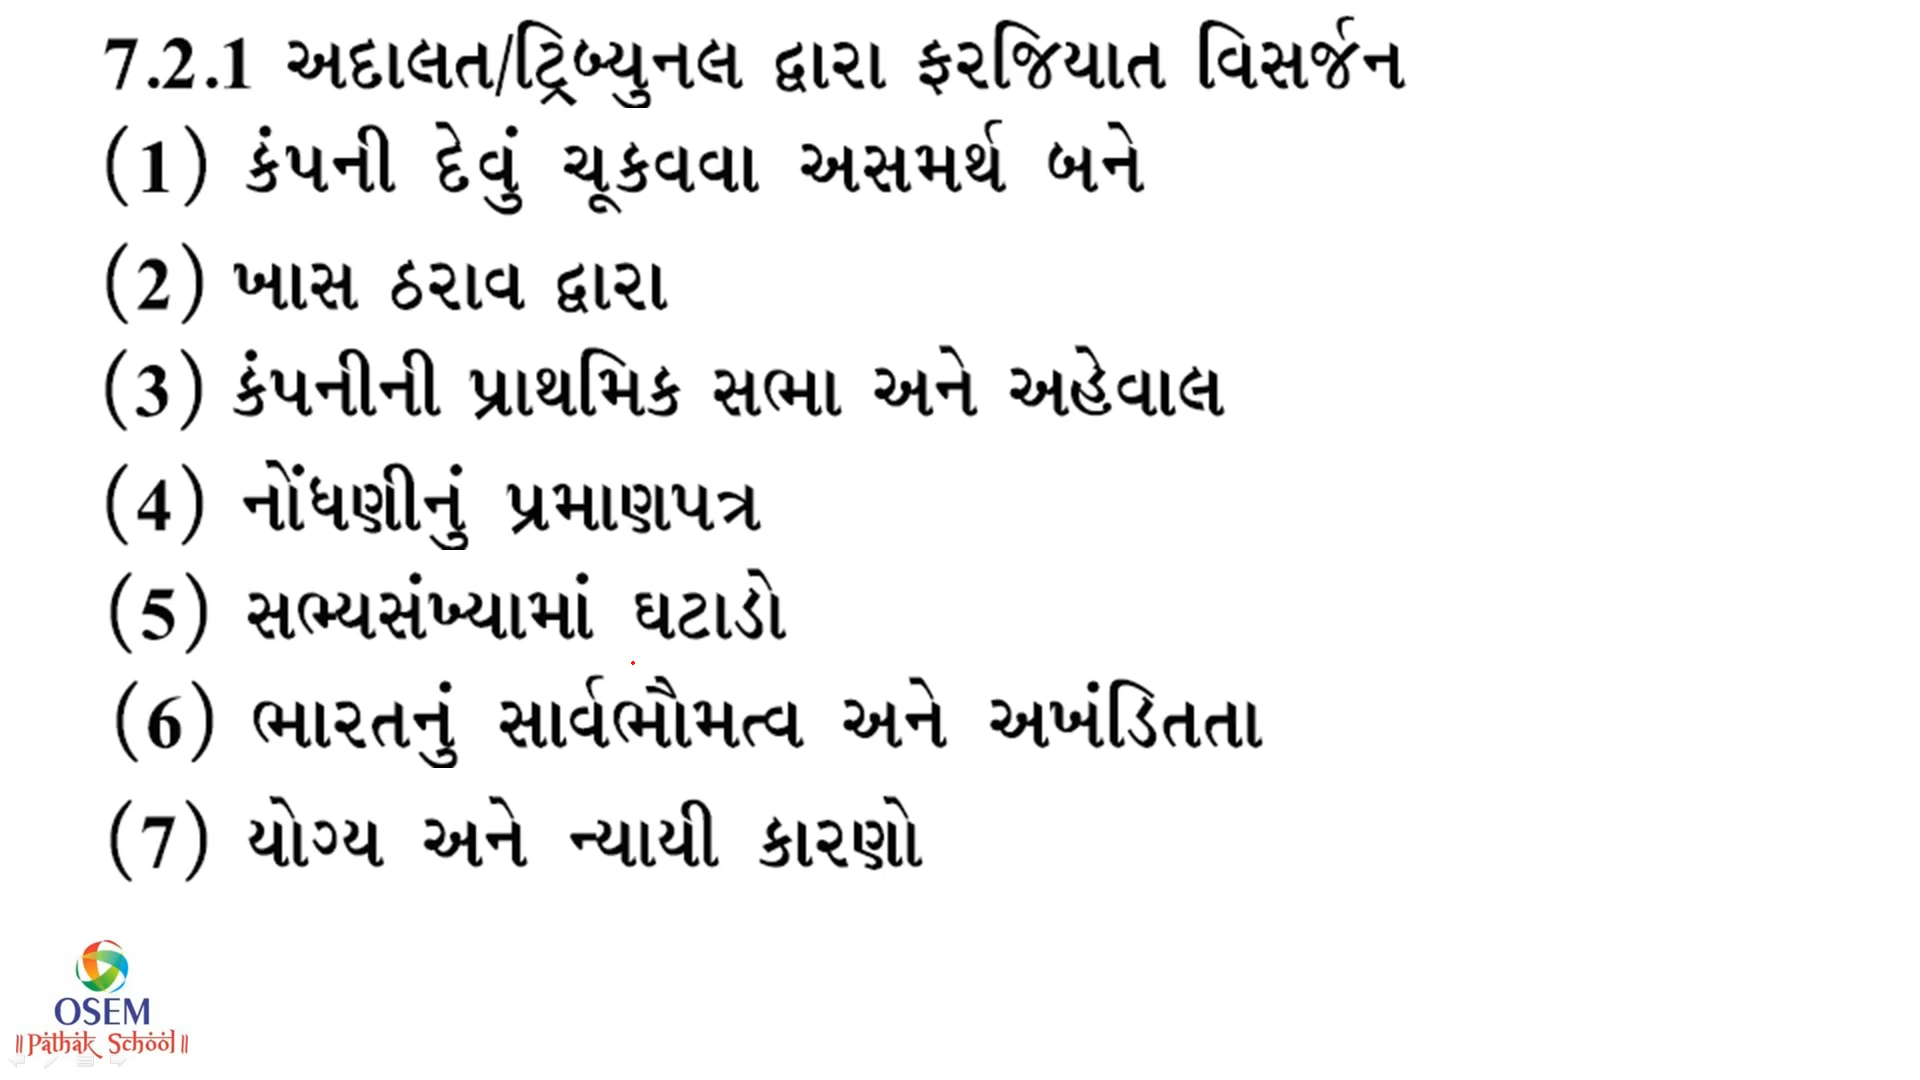 7.2.1 અદાલત/ટ્રિબ્યુનલ દ્વારા ફરજિયાત વિસર્જન
(1) કંપની દેવું ચૂકવવા અસમર્થ બને
(2) ખાસ ઠરાવ દ્વારા
(3) કંપનીની પ્રાથમિક સભા અને અહેવાલ
(4) નોંધણીનું પ્રમાણપત્ર
(5) સભ્યસંખ્યામાં ઘટાડો
(6) ભારતનું સાર્વભૌમત્વ અને અખંડિતતા
(7) યોગ્ય અને ન્યાયી કારણો
OSEM
॥Pathak School॥